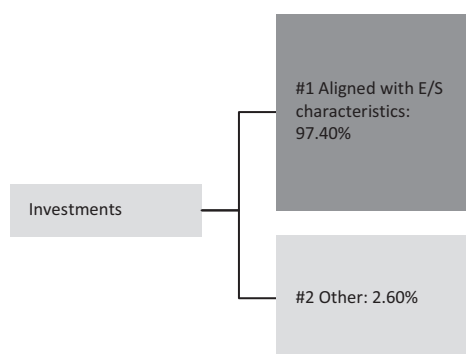 #1 Aligned with E/S
characteristics:
97.40%
Investments
#2 Other: 2.60%